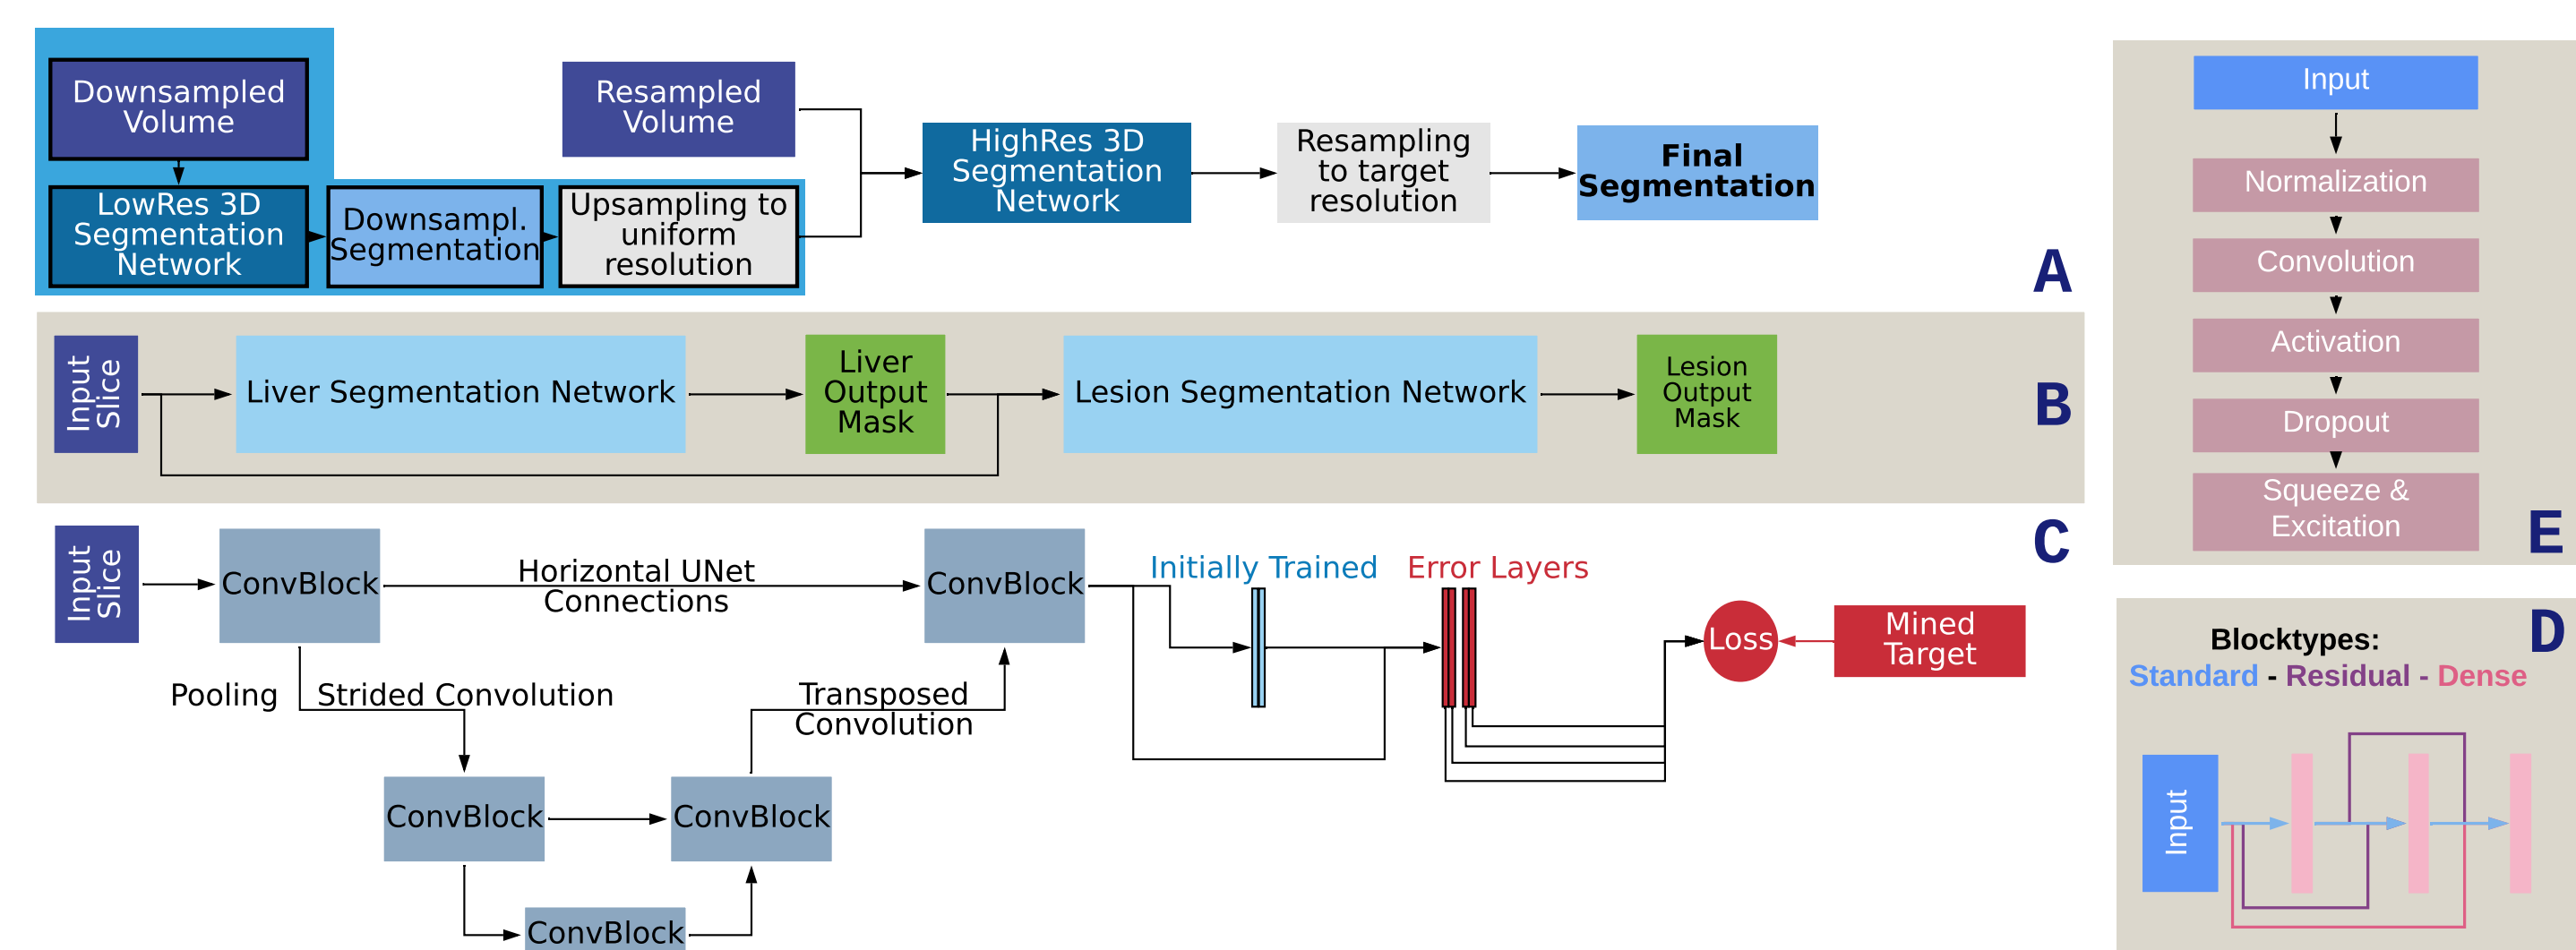 Downsampled
Volume
LowRes 3D
Segmentation
Network
Downsampl.
Segmentation
Upsampling to
uniform
resolution
Resampled
Volume
HighRes 3D
Segmentation
Network
Resampling
to target
resolution
Final
Segmentation
A
Input
Slice
Liver Segmentation Network
Liver
Output
Mask
Lesion Segmentation Network
Lesion
Output
Mask
B
Input
Slice
ConvBlock
Horizontal UNet
Connections
ConvBlock
Initially Trained
Error Layers
Loss
Mined
Target
C
Pooling
Strided Convolution
Transposed
Convolution
ConvBlock
ConvBlock
ConvBlock
Input
Normalization
Convolution
Activation
Dropout
Squeeze &
Excitation
E
Blocktypes:
Standard - Residual - Dense
D
Input